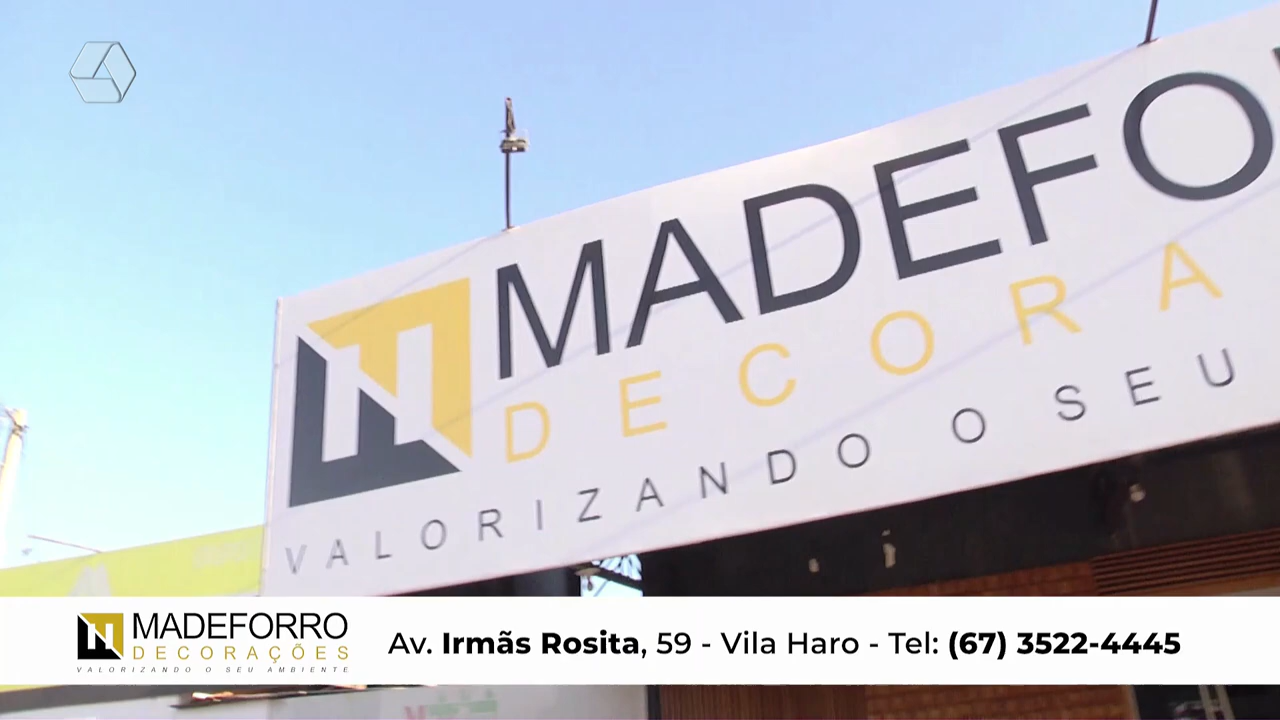 MADEFO
DECORA
VALORIZANDO O SEU
MADEFORRO
DECORAÇÕES
VALORIZANDO O SEU AMBIENTE
Av. Irmãs Rosita, 59 - Vila Haro - Tel: (67) 3522-4445